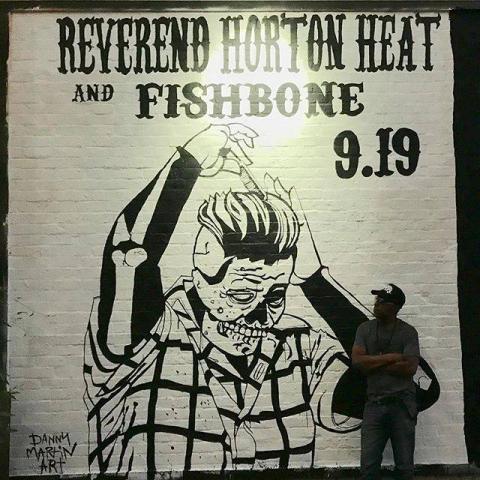 REVEREND HORTON HEAT
AND FISHBONE
9.19
DANNY
MARTIN
ART